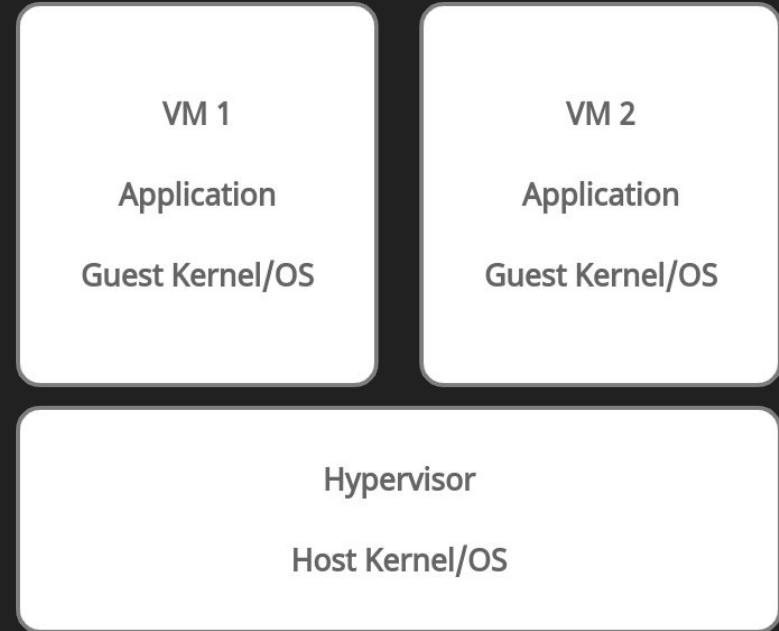 VM 1
Application
Guest Kernel/OS
VM 2
Application
Guest Kernel/OS
Hypervisor
Host Kernel/OS